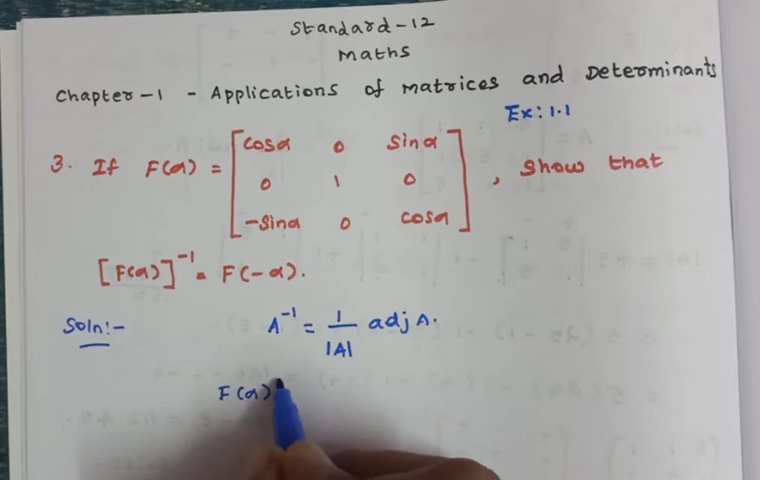 Standard-12
Maths
Chapter-1 - Applications of Matrices and Determinants
Ex: 1.1
3. If F(α) = [cosα 0 sinα
0 1 0
-sinα 0 cosα], show that
[F(α)]⁻¹ = F(-α).
Soln:- A⁻¹ = 1/|A| adj A.
F(α)